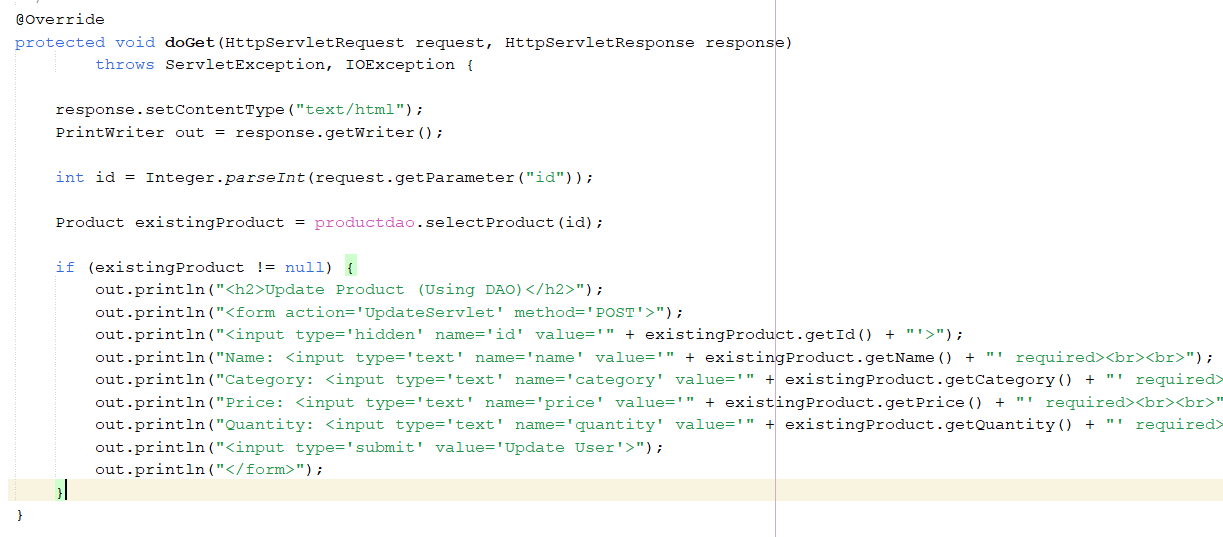 @Override
protected void doGet(HttpServletRequest request, HttpServletResponse response)
        throws ServletException, IOException {

    response.setContentType("text/html");
    PrintWriter out = response.getWriter();

    int id = Integer.parseInt(request.getParameter("id"));

    Product existingProduct = productdao.selectProduct(id);

    if (existingProduct != null) {
        out.println("<h2>Update Product (Using DAO)</h2>");
        out.println("<form action='UpdateServlet' method='POST'>");
        out.println("<input type='hidden' name='id' value='" + existingProduct.getId() + "'>");
        out.println("Name: <input type='text' name='name' value='" + existingProduct.getName() + "' required><br><br>");
        out.println("Category: <input type='text' name='category' value='" + existingProduct.getCategory() + "' required>
        out.println("Price: <input type='text' name='price' value='" + existingProduct.getPrice() + "' required><br><br>"
        out.println("Quantity: <input type='text' name='quantity' value='" + existingProduct.getQuantity() + "' required>
        out.println("<input type='submit' value='Update User'>");
        out.println("</form>");
    }
}